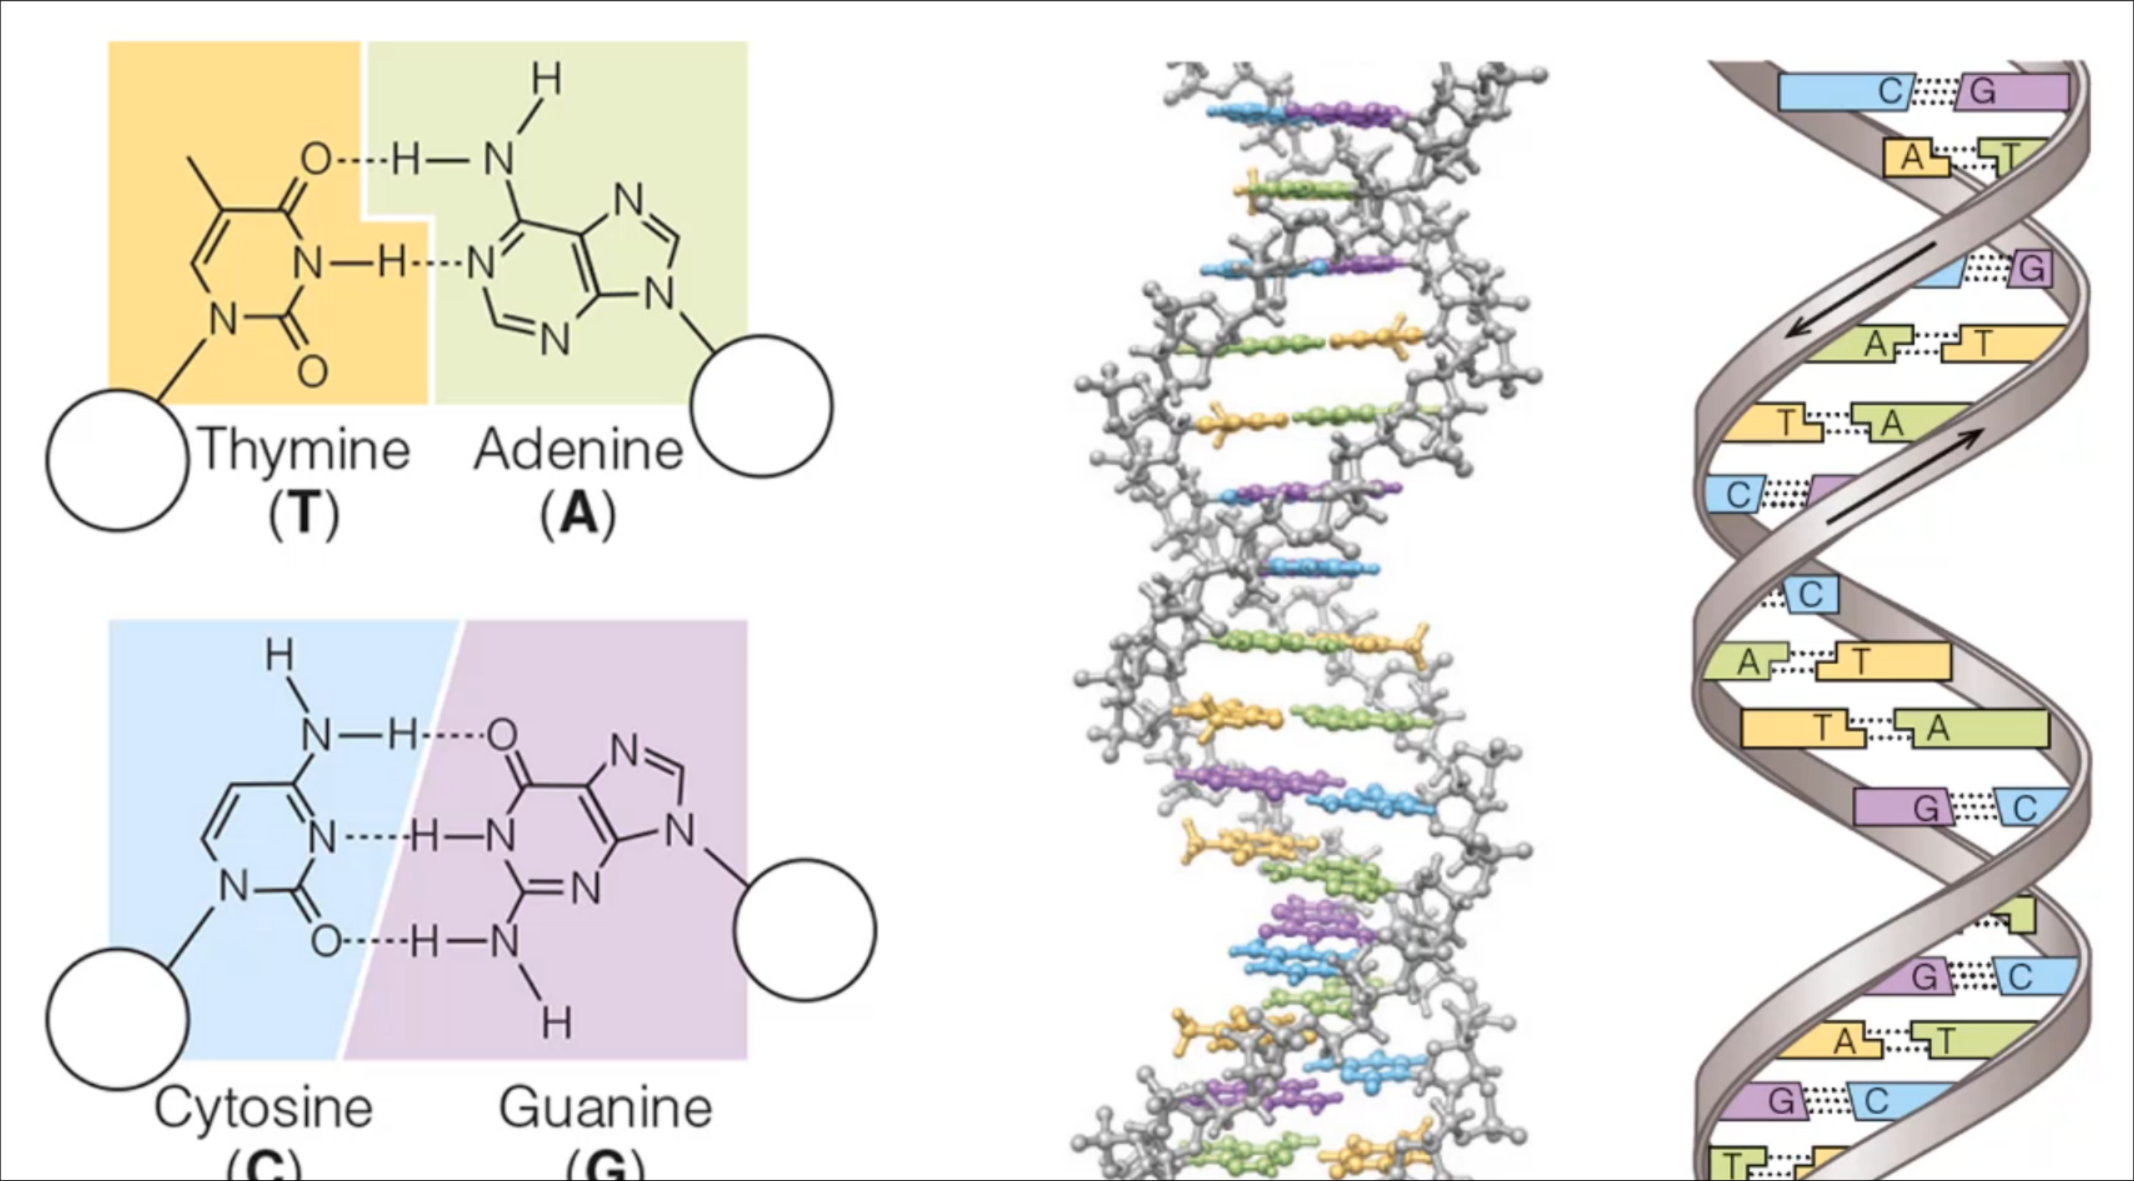 H
O H N
N
N H N
N N N
O
Thymine Adenine
(T) (A)
H
N H O N
N H N N
N N
O H N
H
Cytosine Guanine
(C) (G)
C G
A T
G
A T
T A
C
C
A T
T A
G C
G C
A T
G C
T